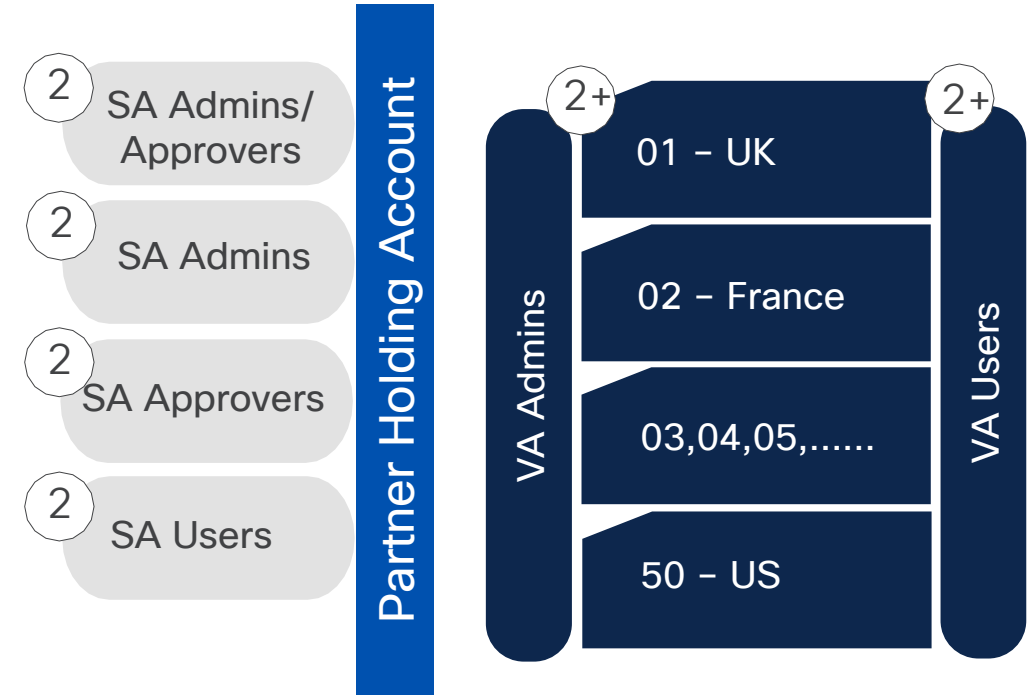 2
SA Admins/
Approvers
2
SA Admins
2
SA Approvers
2
SA Users
Partner Holding Account
2+
VA Admins
01 – UK
02 – France
03,04,05,......
50 – US
2+
VA Users